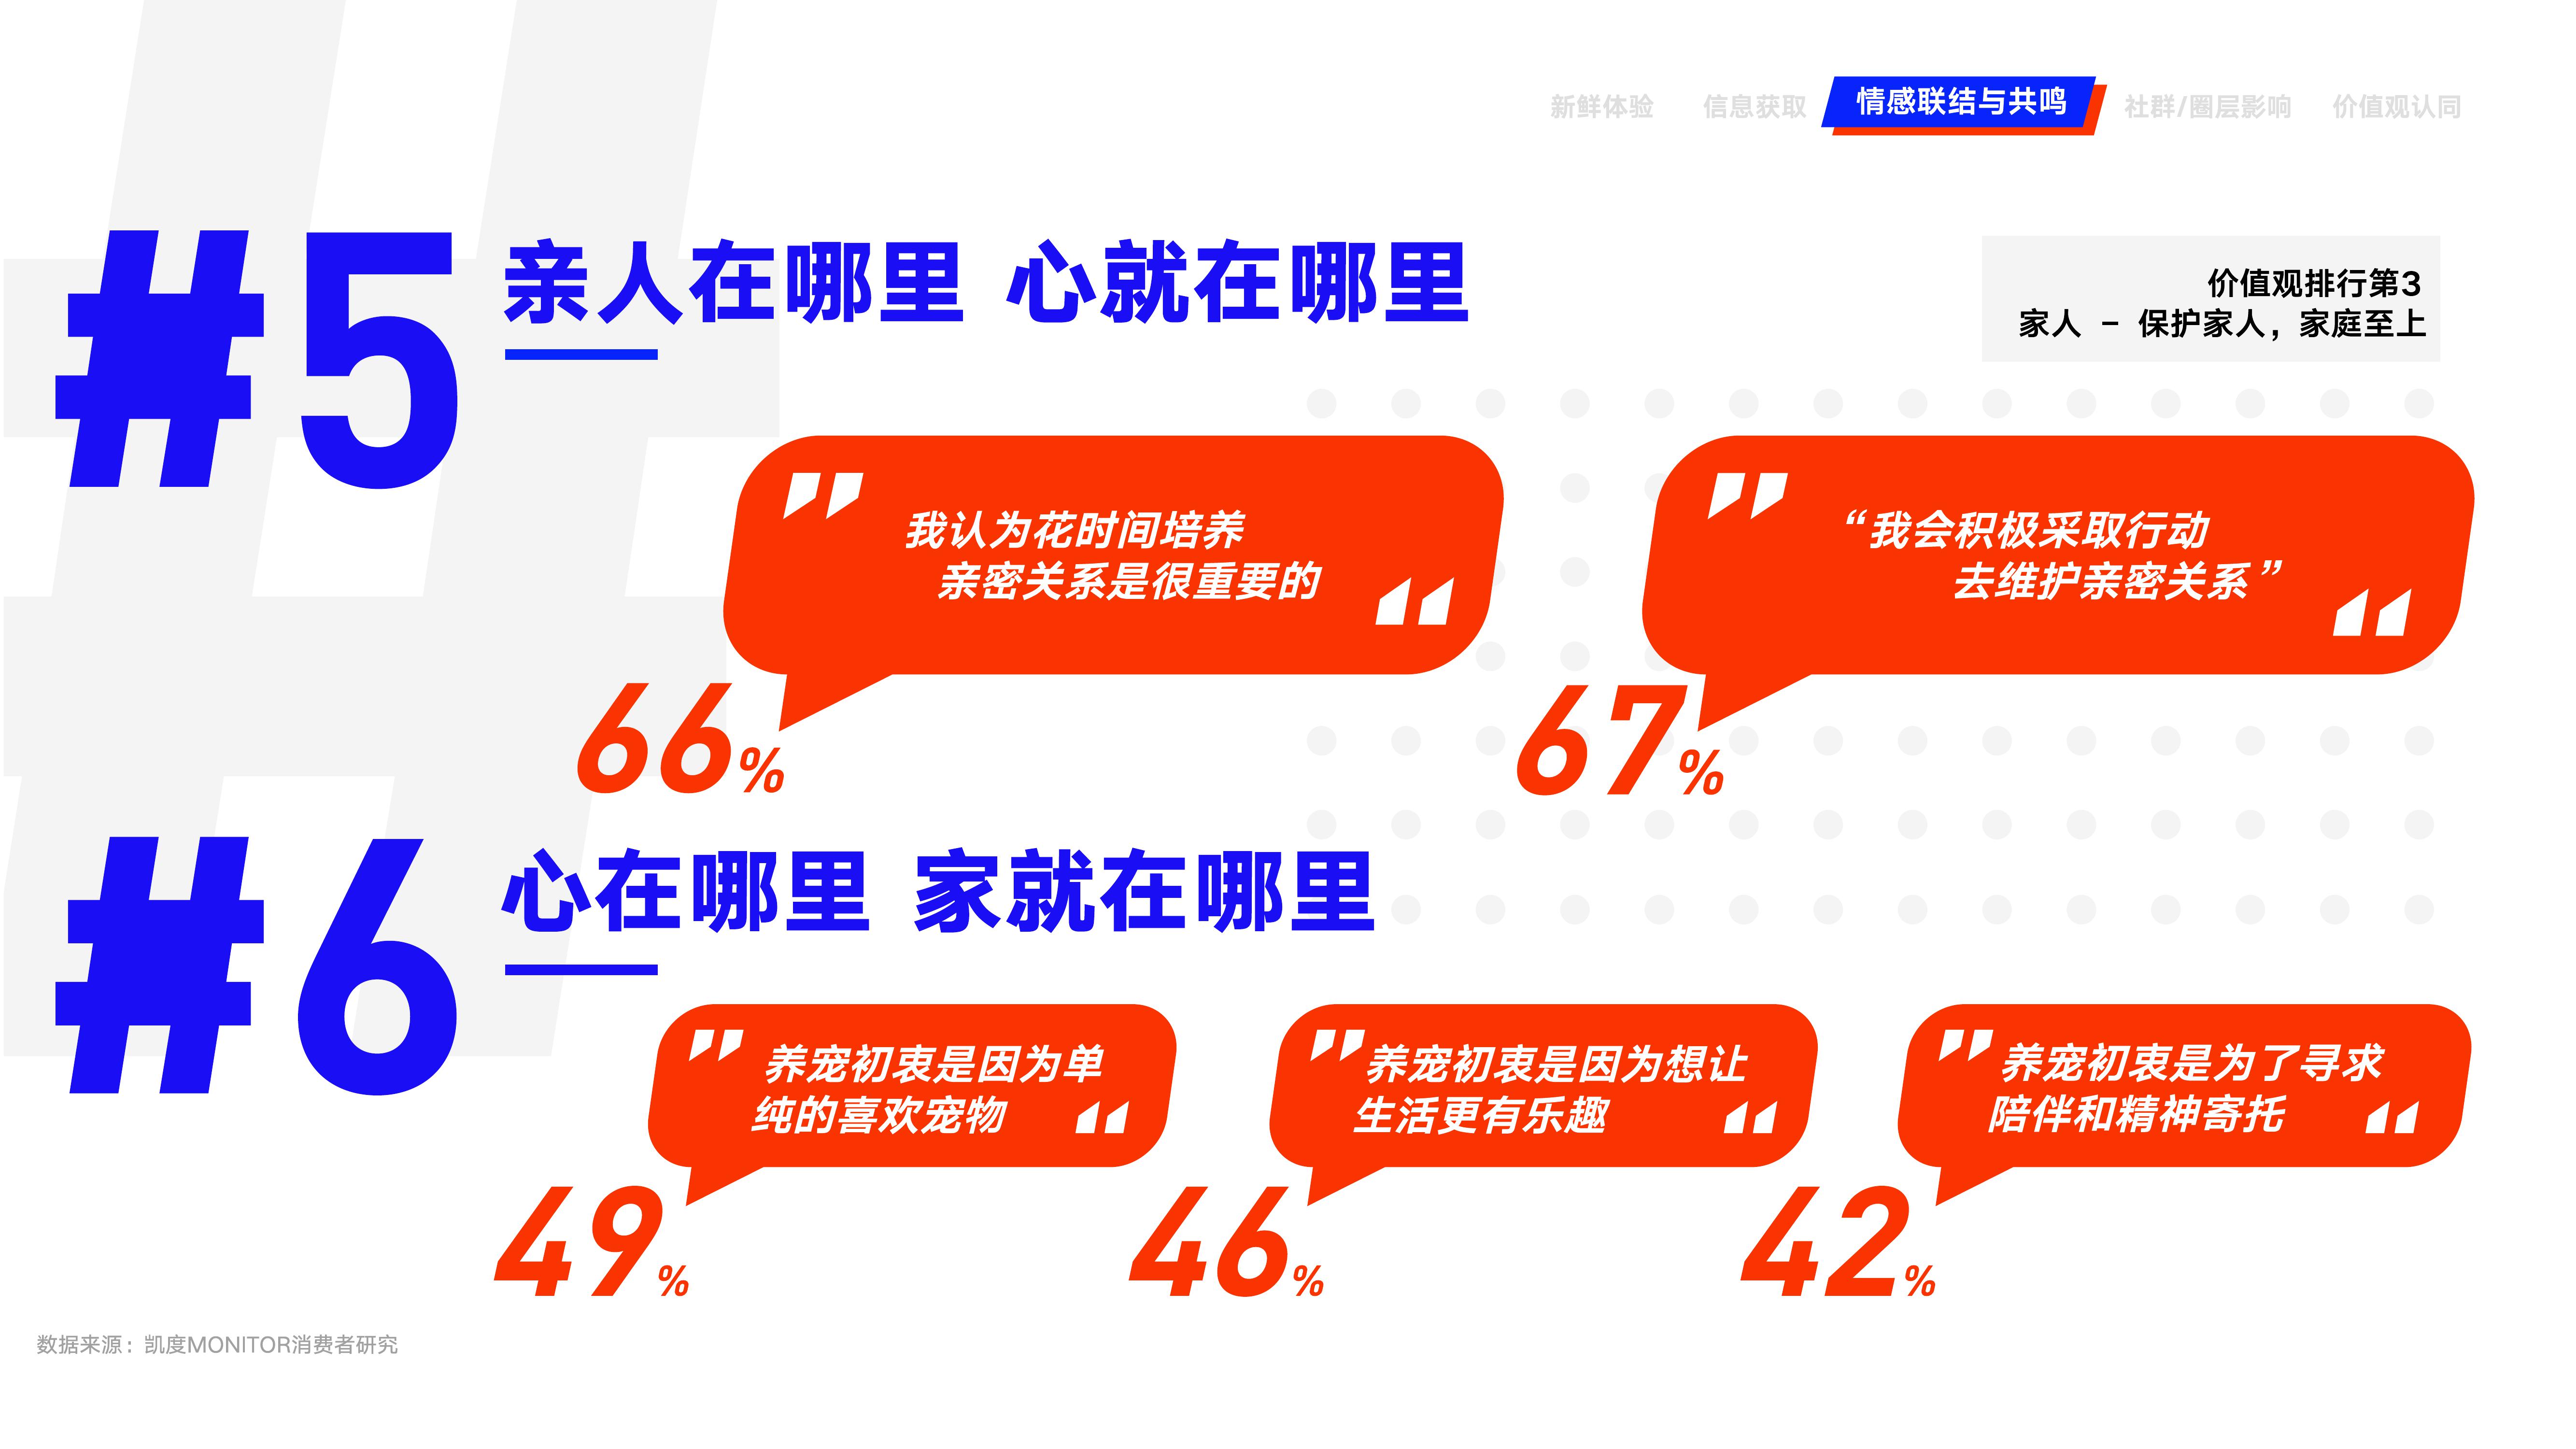 新鲜体验 信息获取 情感联结与共鸣 社群/圈层影响 价值观认同
#5 亲人在哪里 心就在哪里
价值观排行第3
家人 - 保护家人，家庭至上
我认为花时间培养
亲密关系是很重要的
66%
“我会积极采取行动
去维护亲密关系”
67%
#6 心在哪里 家就在哪里
养宠初衷是因为单
纯的喜欢宠物
49%
养宠初衷是因为想让
生活更有乐趣
46%
养宠初衷是为了寻求
陪伴和精神寄托
42%
数据来源：凯度MONITOR消费者研究